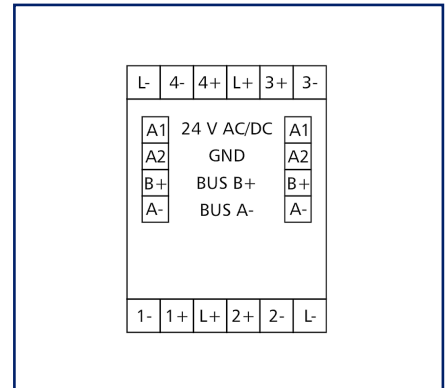 L- 4- 4+ L+ 3+ 3-
A1 24 V AC/DC A1
A2 GND A2
B+ BUS B+ B+
A- BUS A- A-
1- 1+ L+ 2+ 2- L-